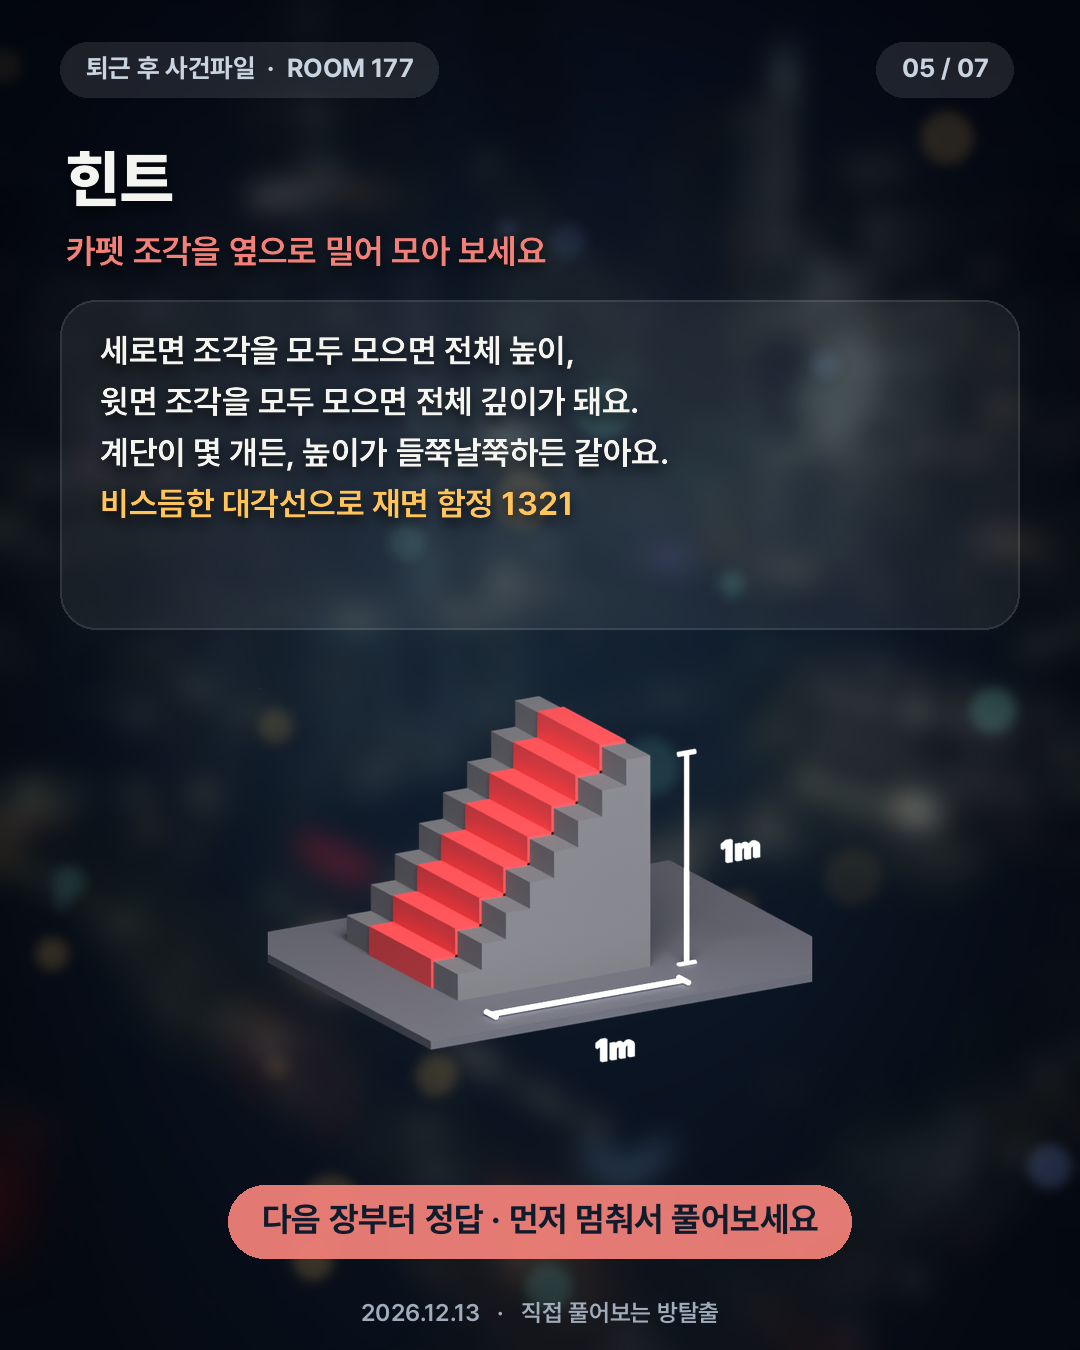 퇴근 후 사건파일 · ROOM 177
05 / 07
힌트
카펫 조각을 옆으로 밀어 모아 보세요
세로면 조각을 모두 모으면 전체 높이,
윗면 조각을 모두 모으면 전체 깊이가 돼요.
계단이 몇 개든, 높이가 들쭉날쭉하든 같아요.
비스듬한 대각선으로 재면 함정 1321
1m
1m
다음 장부터 정답 · 먼저 멈춰서 풀어보세요
2026.12.13 · 직접 풀어보는 방탈출